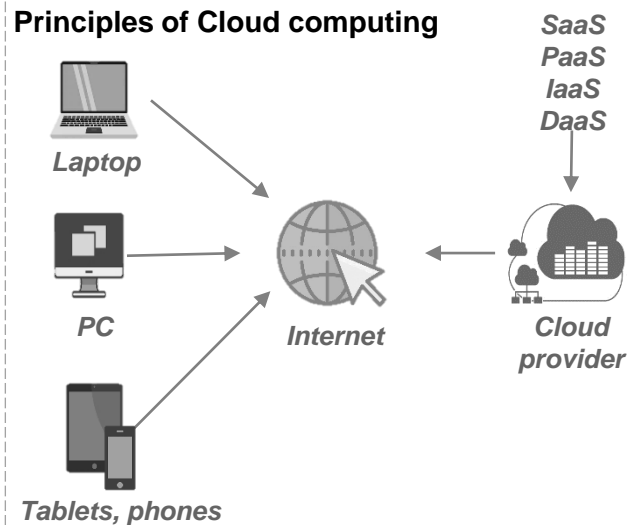 Principles of Cloud computing
SaaS
PaaS
IaaS
DaaS
Laptop
PC
Internet
Cloud
provider
Tablets, phones